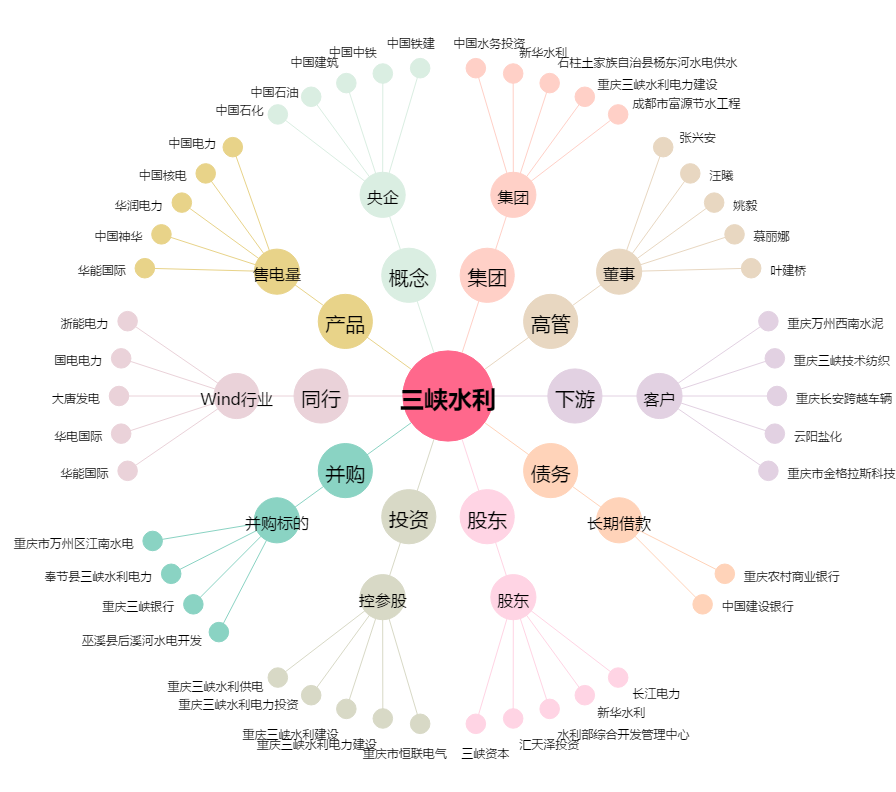 中国铁建
中国水务投资
中国中铁
新华水利
中国建筑
石柱土家族自治县杨东河水电供水
中国石油
重庆三峡水利电力建设
中国石化
成都市富源节水工程
中国电力
张兴安
中国核电
汪曦
央企
集团
华润电力
姚毅
中国神华
慕丽娜
华能国际
售电量
概念
集团
董事
叶建桥
浙能电力
产品
高管
重庆万州西南水泥
国电电力
重庆三峡技术纺织
大唐发电
Wind行业
同行
三峡水利
下游
客户
重庆长安跨越车辆
华电国际
云阳盐化
华能国际
并购
债务
重庆市金格拉斯科技
并购标的
投资
股东
长期借款
重庆市万州区江南水电
奉节县三峡水利电力
重庆农村商业银行
重庆三峡银行
控参股
股东
中国建设银行
巫溪县后溪河水电开发
重庆三峡水利供电
长江电力
重庆三峡水利电力投资
新华水利
重庆三峡水利建设
水利部综合开发管理中心
重庆三峡水利电力建设
汇天泽投资
重庆市恒联电气
三峡资本